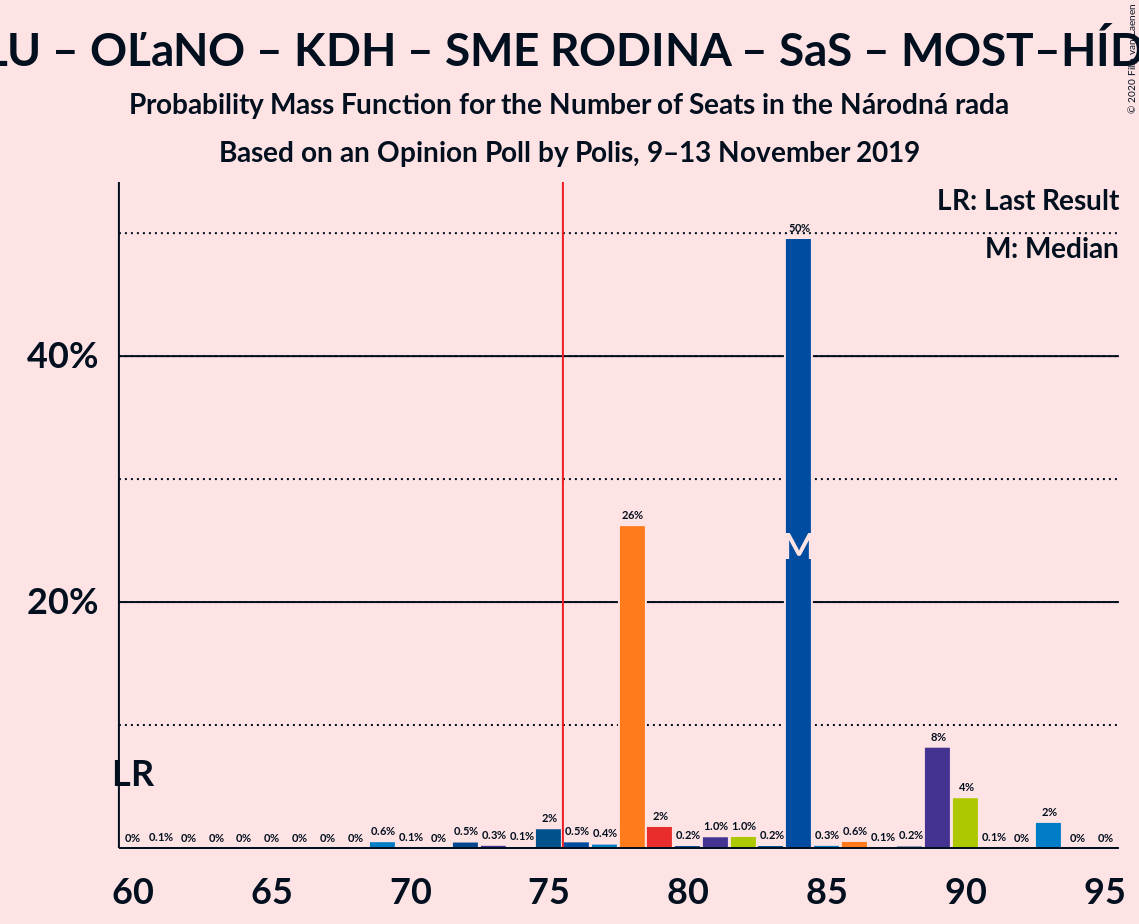 LU – OĽaNO – KDH – SME RODINA – SaS – MOST–HÍD
Probability Mass Function for the Number of Seats in the Národná rada
Based on an Opinion Poll by Polis, 9–13 November 2019
© 2020 Filip van Laenen
LR: Last Result
M: Median
50%
40%
26%
M
20%
8%
LR
4%
0% 0.1% 0% 0% 0% 0% 0% 0% 0% 0.6% 0.1% 0% 0.5% 0.3% 0.1% 2% 0.5% 0.4% 2% 0.2% 1.0% 1.0% 0.2% 0.3% 0.6% 0.1% 0.2% 0.1% 0% 2% 0% 0%
60 65 70 75 80 85 90 95